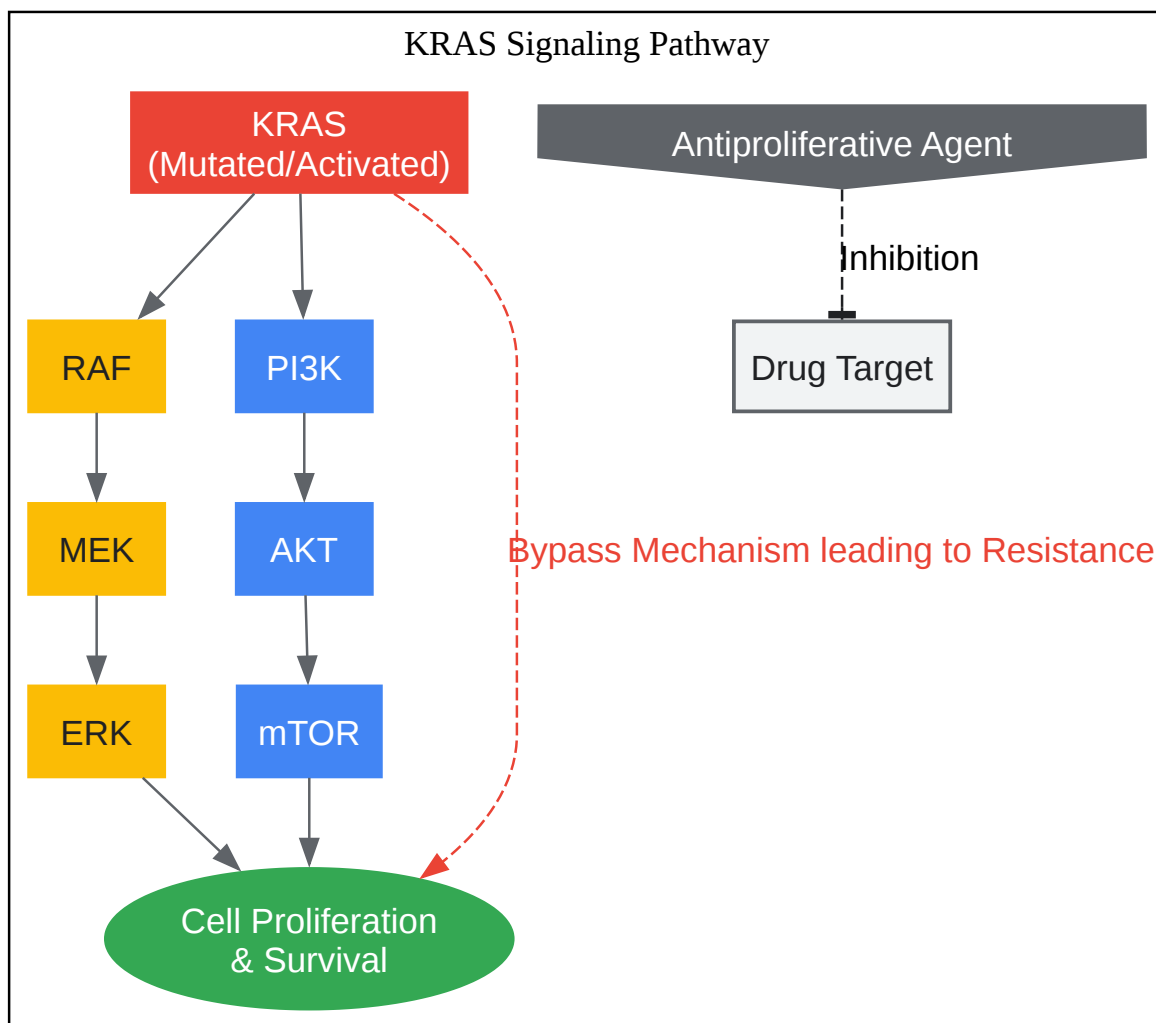 KRAS Signaling Pathway
KRAS
(Mutated/Activated)
Antiproliferative Agent
Inhibition
RAF
PI3K
Drug Target
MEK
AKT
Bypass Mechanism leading to Resistance
ERK
mTOR
Cell Proliferation
& Survival